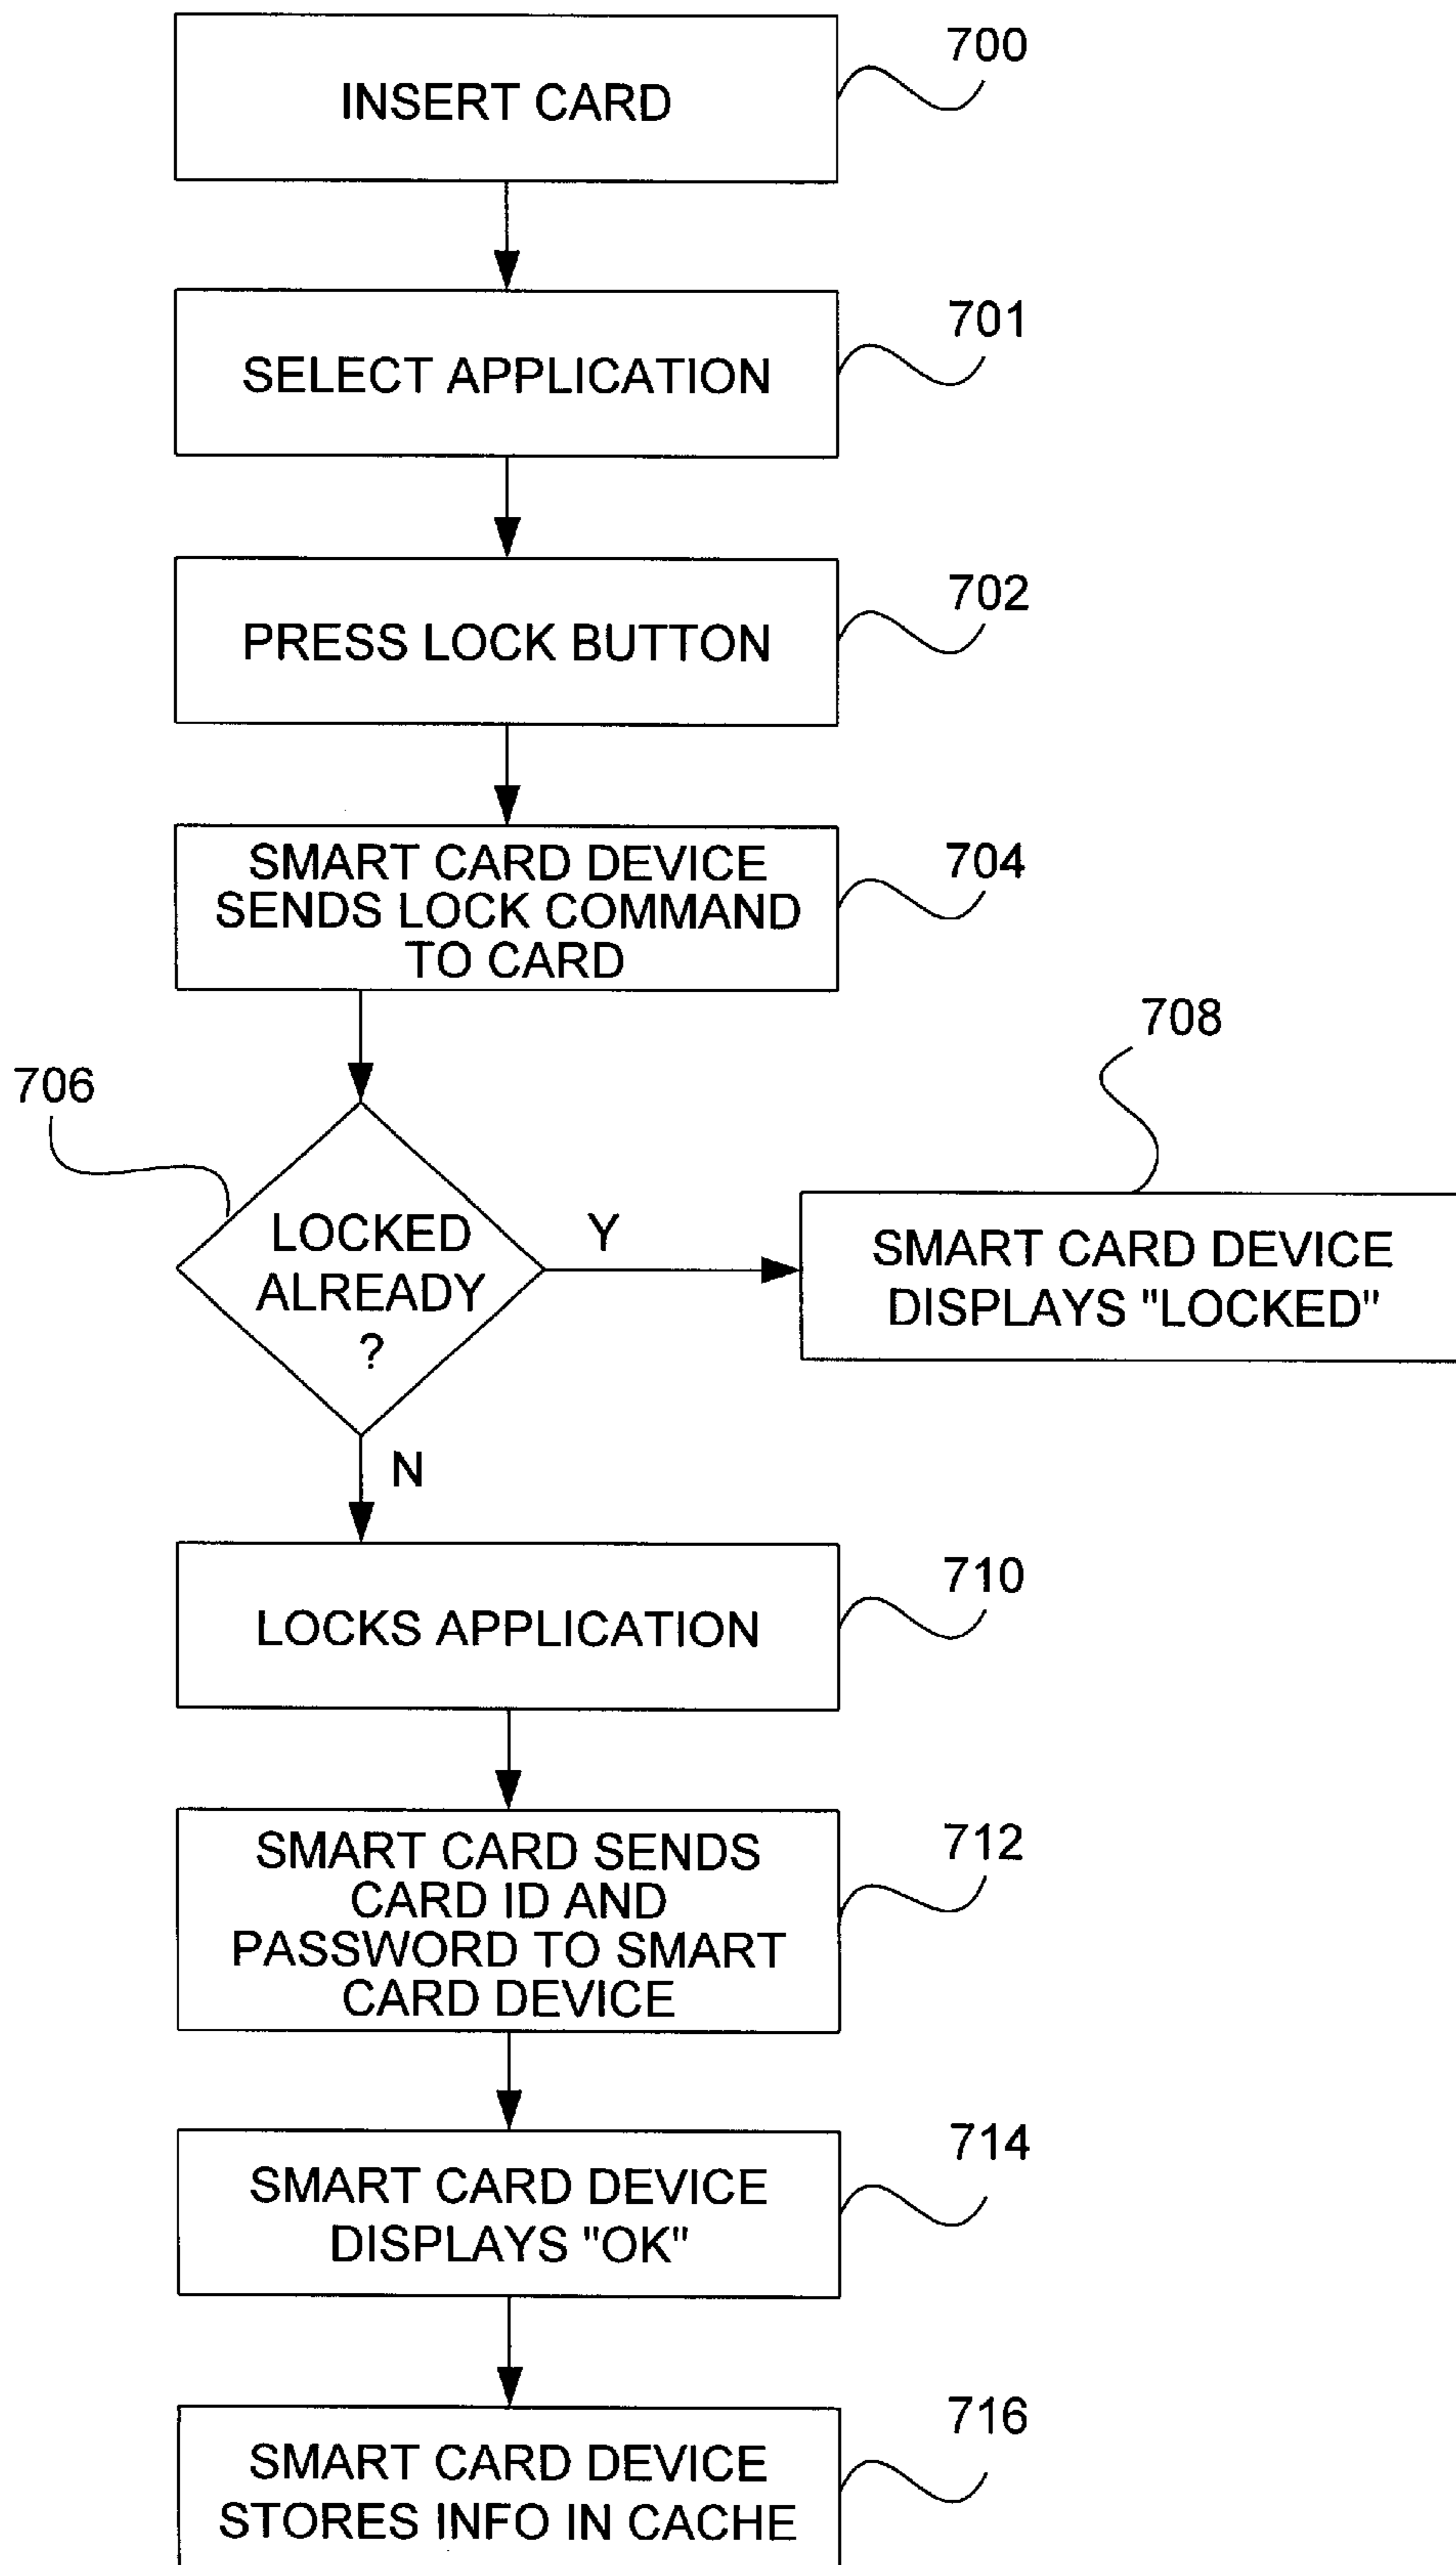 700
INSERT CARD
701
SELECT APPLICATION
702
PRESS LOCK BUTTON
704
SMART CARD DEVICE
SENDS LOCK COMMAND
TO CARD
708
706
LOCKED
ALREADY
?
Y
SMART CARD DEVICE
DISPLAYS "LOCKED"
N
710
LOCKS APPLICATION
712
SMART CARD SENDS
CARD ID AND
PASSWORD TO SMART
CARD DEVICE
714
SMART CARD DEVICE
DISPLAYS "OK"
716
SMART CARD DEVICE
STORES INFO IN CACHE